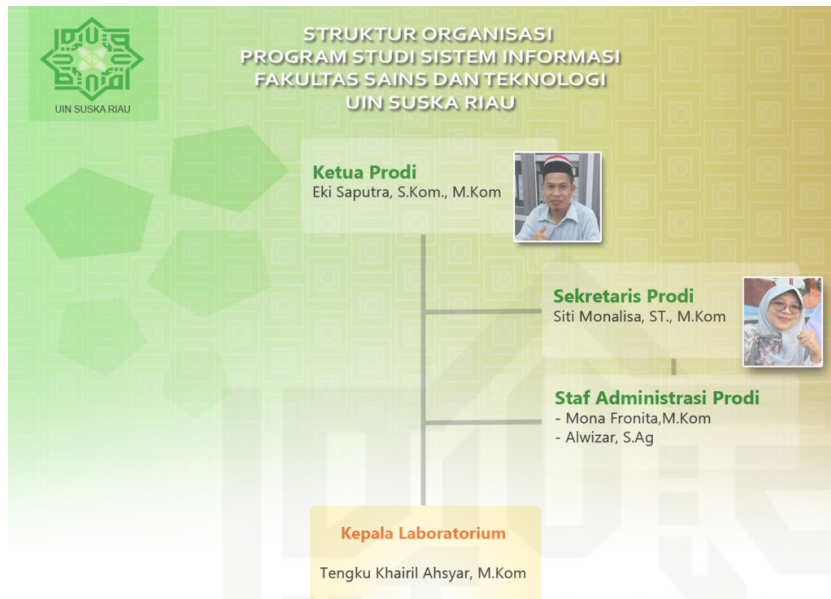 STRUKTUR ORGANISASI
PROGRAM STUDI SISTEM INFORMASI
FAKULTAS SAINS DAN TEKNOLOGI
UIN SUSKA RIAU
UIN SUSKA RIAU
Ketua Prodi
Eki Saputra, S.Kom., M.Kom
Sekretaris Prodi
Siti Monalisa, ST., M.Kom
Staf Administrasi Prodi
- Mona Fronita,M.Kom
- Alwizar, S.Ag
Kepala Laboratorium
Tengku Khairil Ahsyar, M.Kom